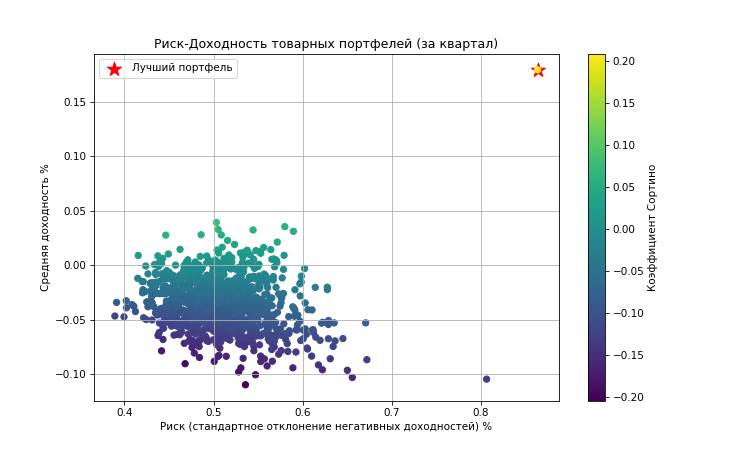 Риск-Доходность товарных портфелей (за квартал)
Лучший портфель
Средняя доходность %
0.15
0.10
0.05
0.00
−0.05
−0.10
0.4 0.5 0.6 0.7 0.8
Риск (стандартное отклонение негативных доходностей) %
0.20
0.15
0.10
0.05
0.00
−0.05
−0.10
−0.15
−0.20
Коэффициент Сортино